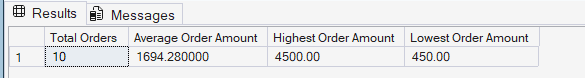 Results Messages
Total Orders Average Order Amount Highest Order Amount Lowest Order Amount
1 10 1694.280000 4500.00 450.00